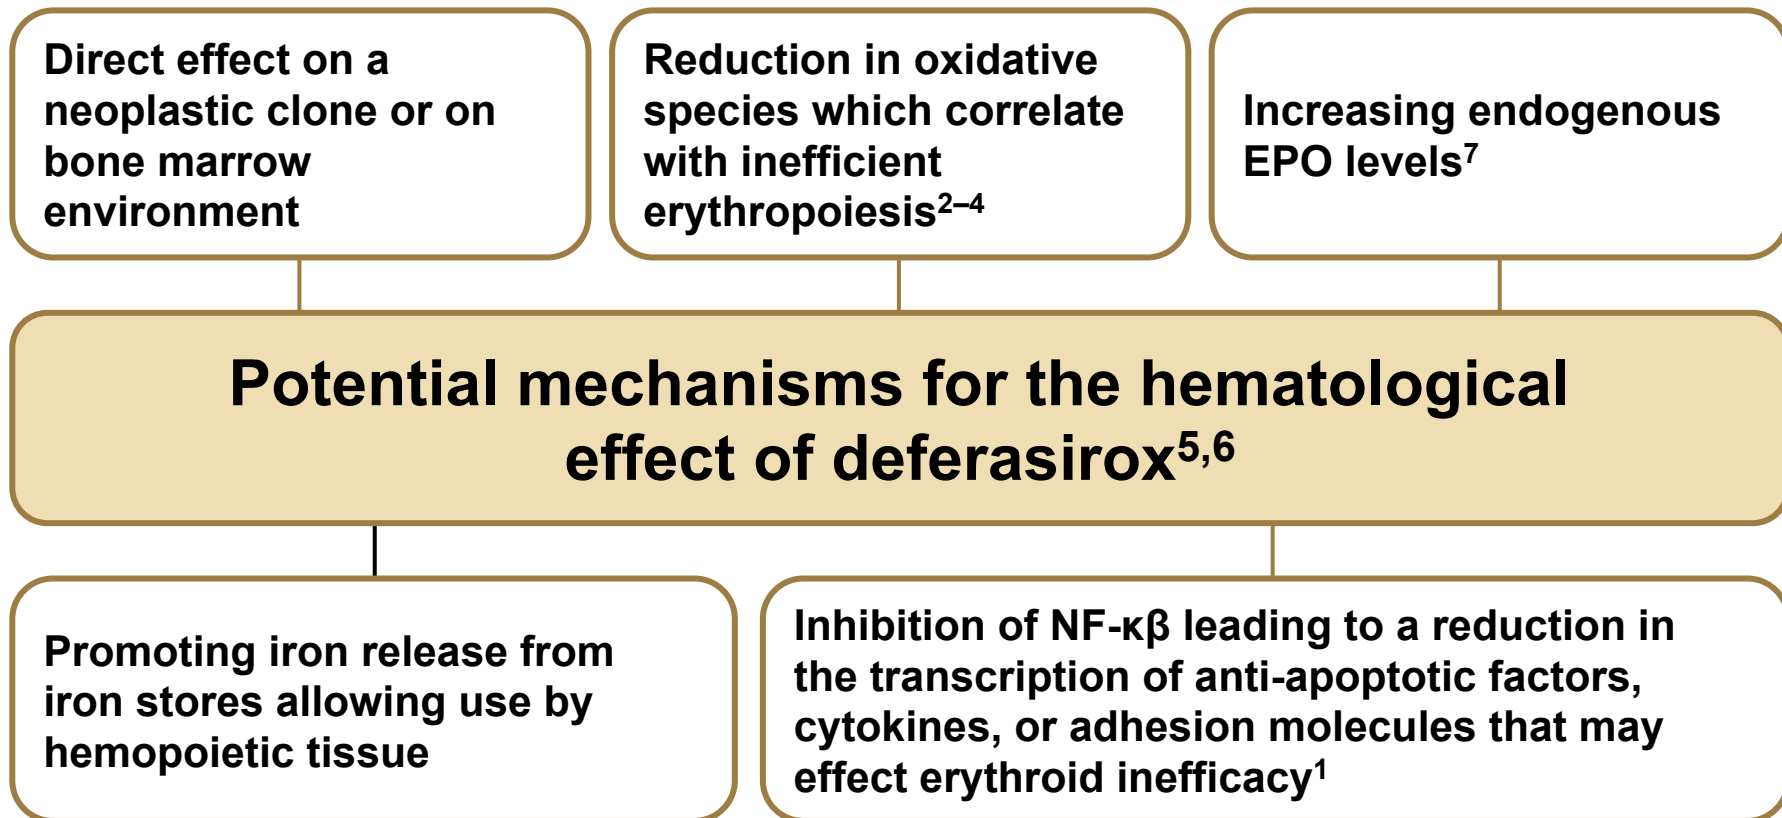 Direct effect on a
neoplastic clone or on
bone marrow
environment
Reduction in oxidative
species which correlate
with inefficient
erythropoiesis²⁻⁴
Increasing endogenous
EPO levels⁷
Potential mechanisms for the hematological
effect of deferasirox⁵,⁶
Promoting iron release from
iron stores allowing use by
hemopoietic tissue
Inhibition of NF-κβ leading to a reduction in
the transcription of anti-apoptotic factors,
cytokines, or adhesion molecules that may
effect erythroid inefficacy¹